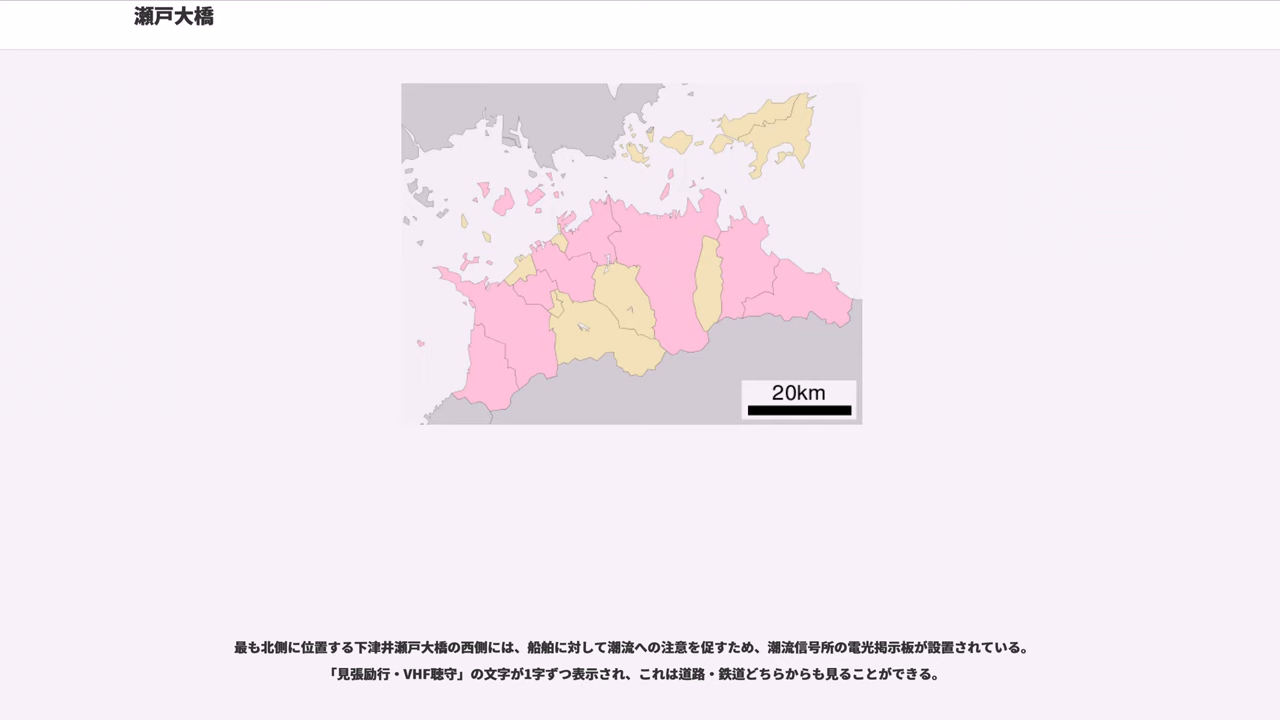 瀬戸大橋
20km
最も北側に位置する下津井瀬戸大橋の西側には、船舶に対して潮流への注意を促すため、潮流信号所の電光掲示板が設置されている。
「見張励行・VHF聴守」の文字が1字ずつ表示され、これは道路・鉄道どちらからも見ることができる。